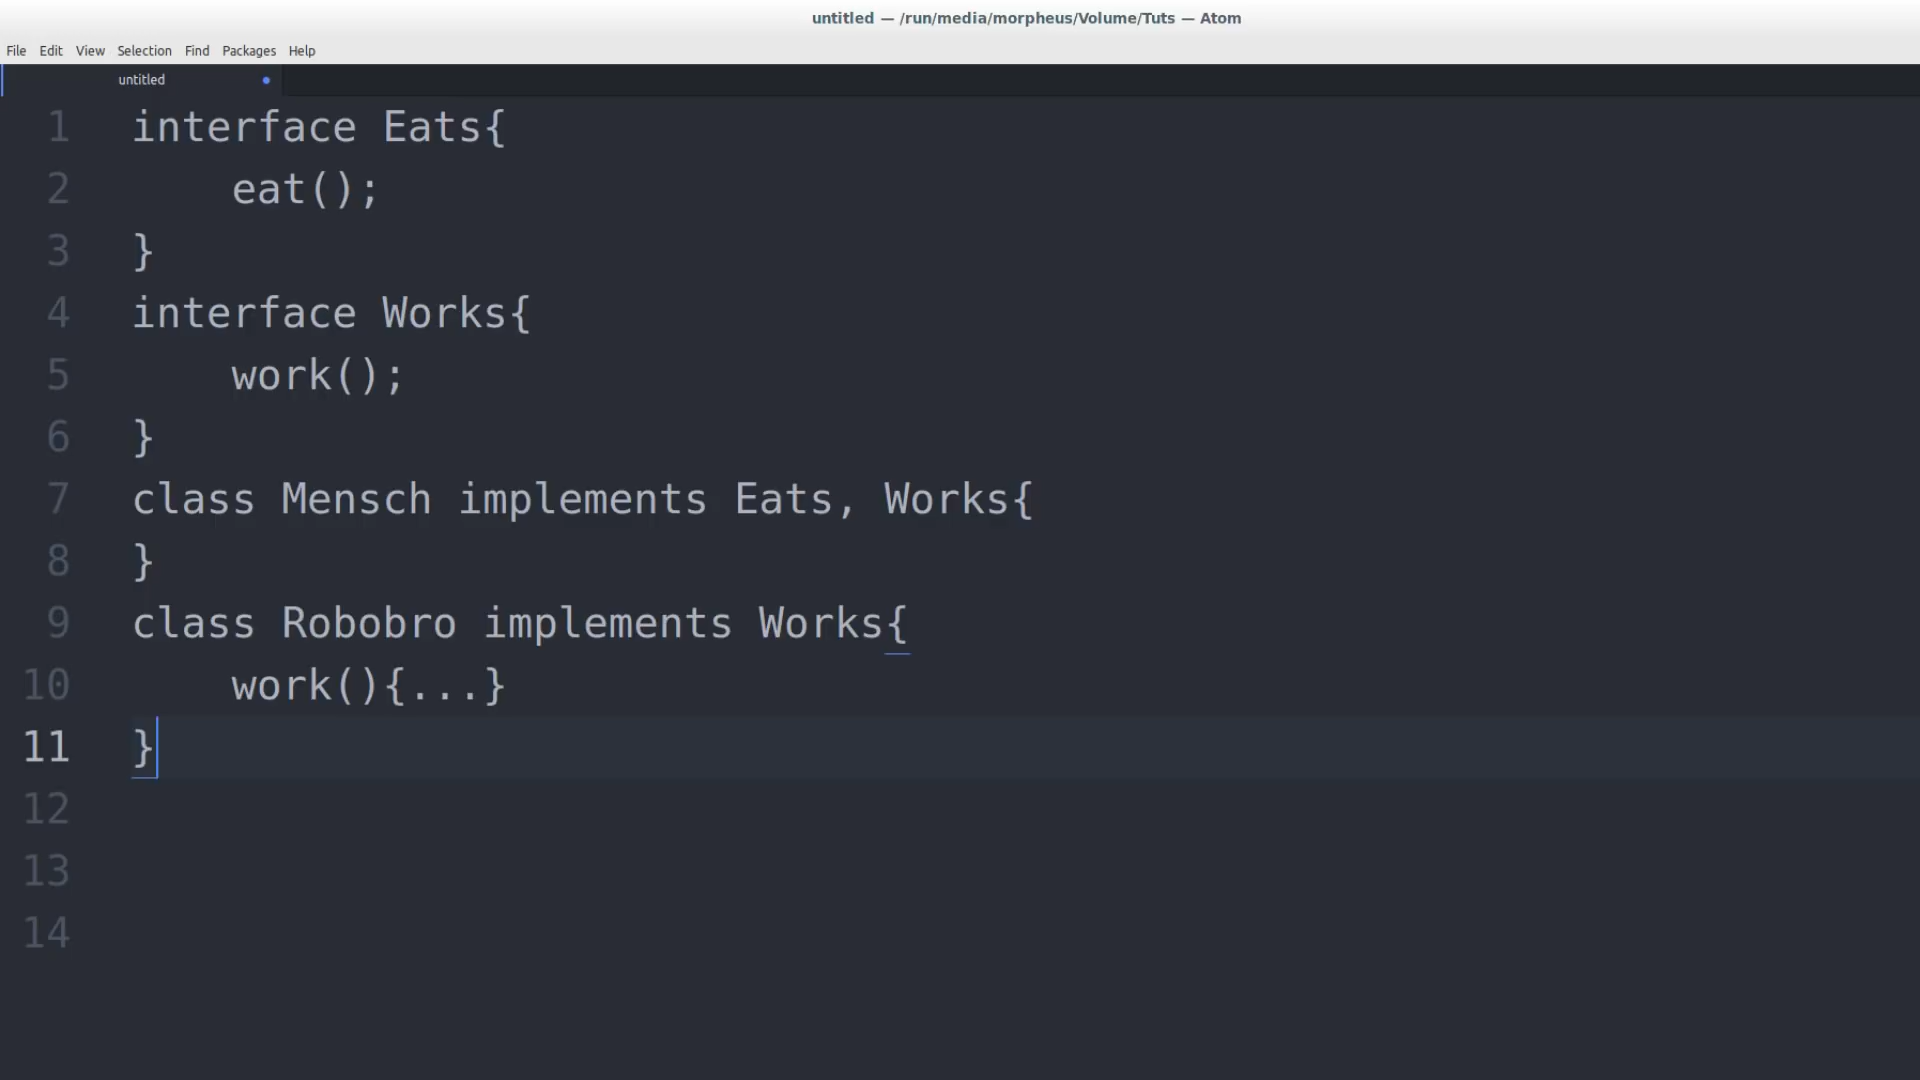 untitled — /run/media/morpheus/Volume/Tuts — Atom
File Edit View Selection Find Packages Help
untitled
1 interface Eats{
2     eat();
3 }
4 interface Works{
5     work();
6 }
7 class Mensch implements Eats, Works{
8 }
9 class Robobro implements Works{
10     work(){...}
11 }
12
13
14